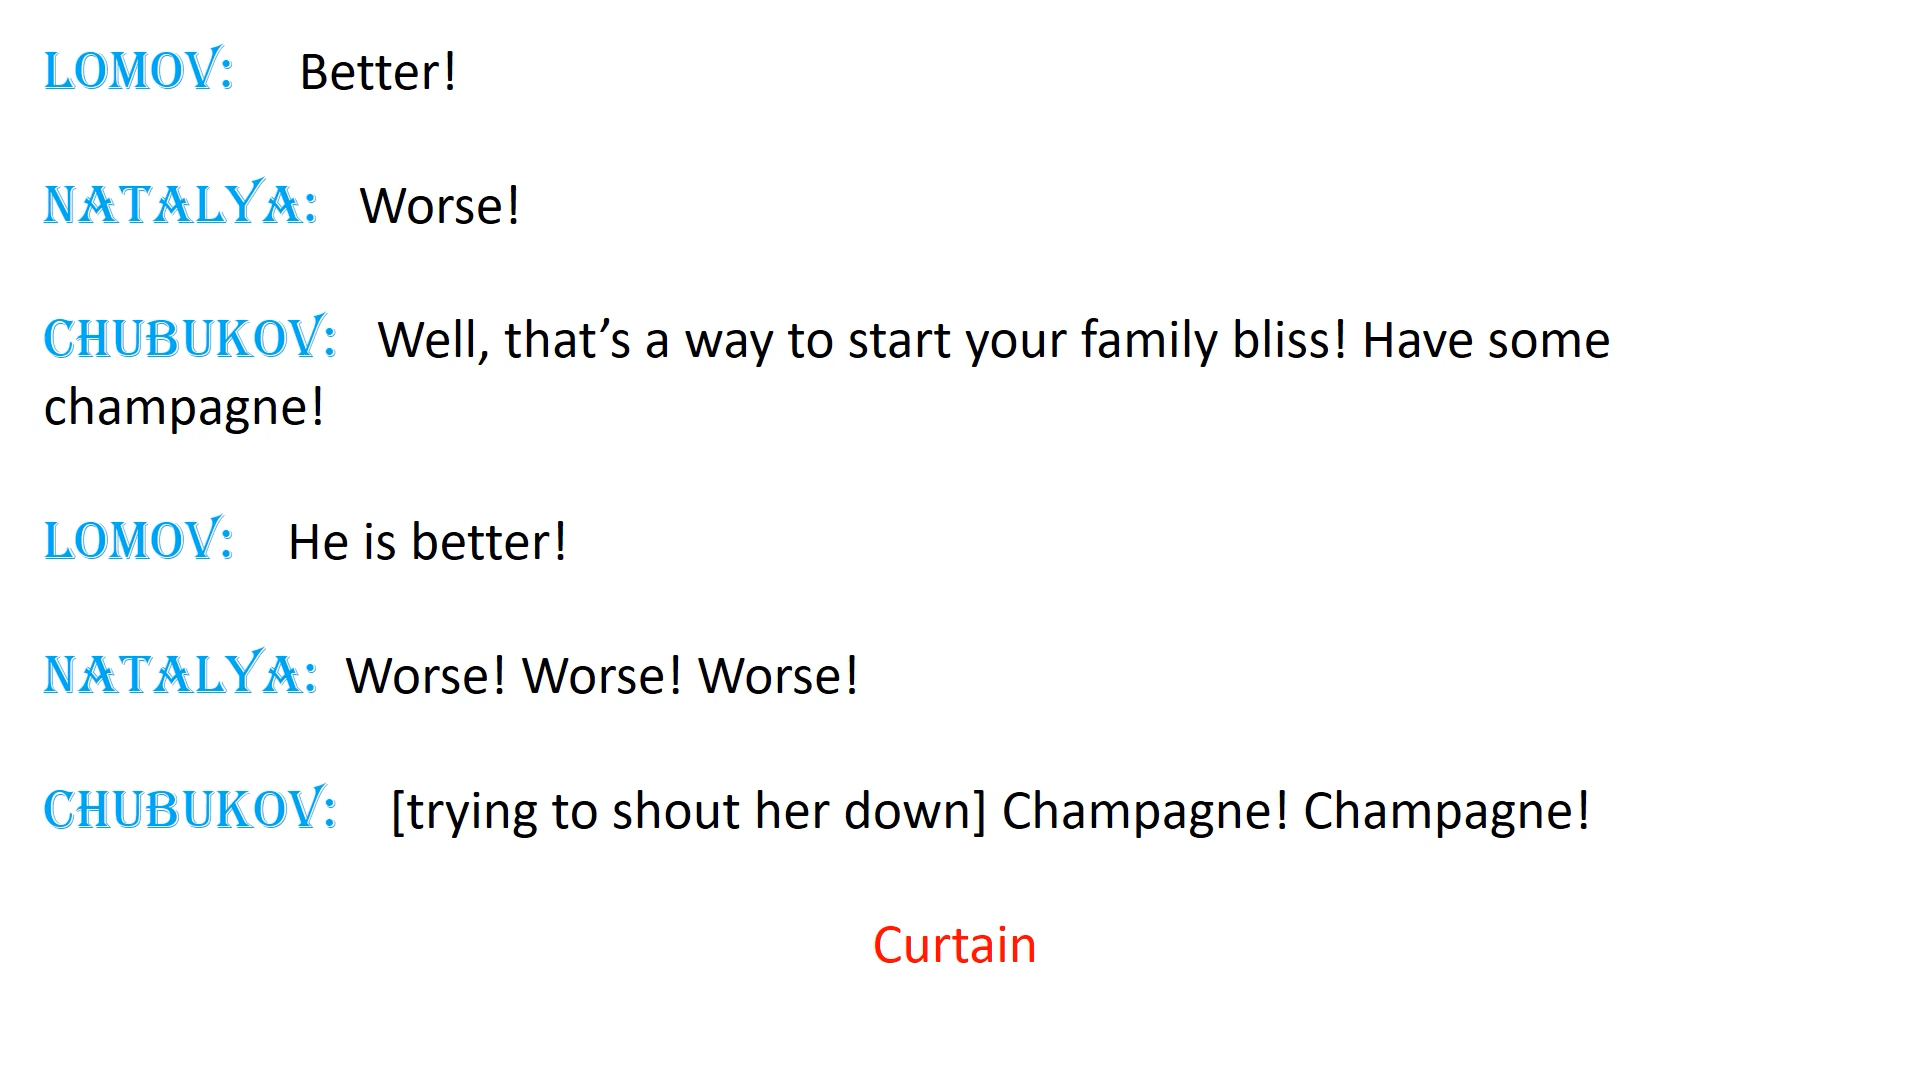 LOMOV: Better!
NATALYA: Worse!
CHUBUKOV: Well, that’s a way to start your family bliss! Have some
champagne!
LOMOV: He is better!
NATALYA: Worse! Worse! Worse!
CHUBUKOV: [trying to shout her down] Champagne! Champagne!
Curtain